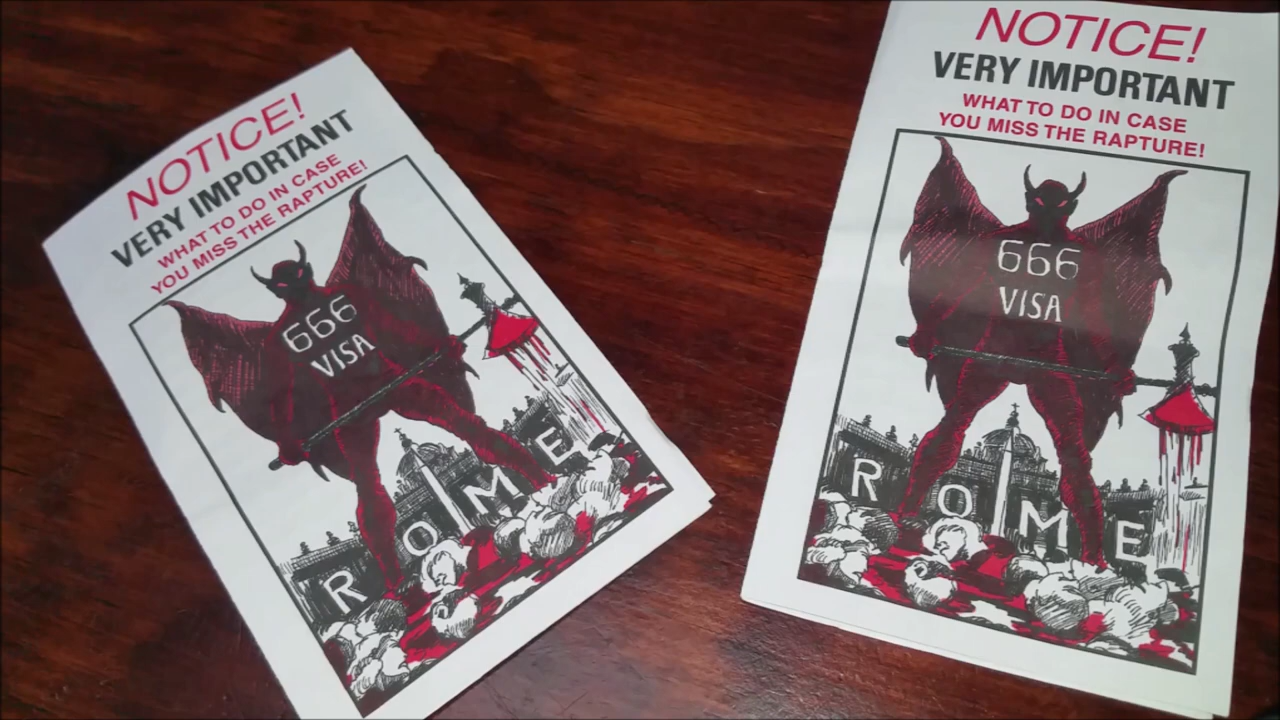 NOTICE!
VERY IMPORTANT
WHAT TO DO IN CASE
YOU MISS THE RAPTURE!
666
VISA
ROME
NOTICE!
VERY IMPORTANT
WHAT TO DO IN CASE
YOU MISS THE RAPTURE!
666
VISA
ROME